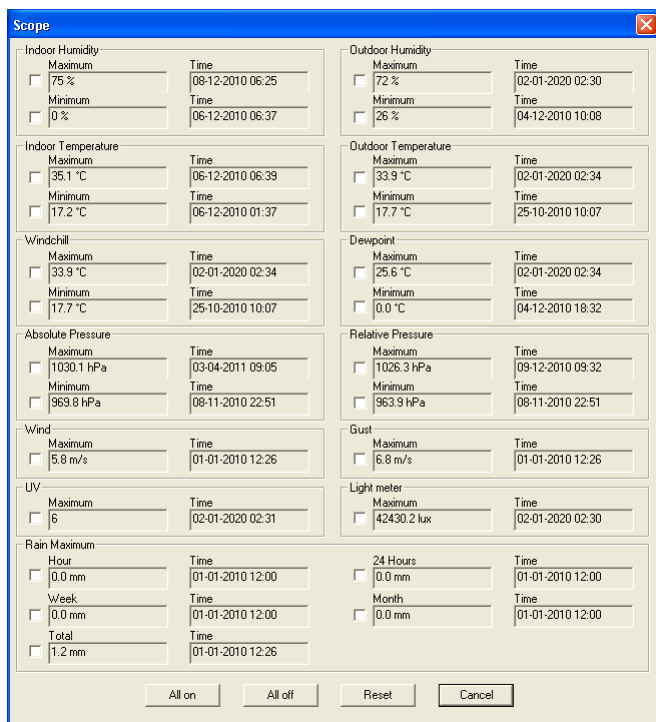 Scope
Indoor Humidity
Maximum Time
75 % 08-12-2010 06:25
Minimum Time
0 % 06-12-2010 06:37
Outdoor Humidity
Maximum Time
72 % 02-01-2020 02:30
Minimum Time
26 % 04-12-2010 10:08
Indoor Temperature
Maximum Time
35.1 °C 06-12-2010 06:39
Minimum Time
17.2 °C 06-12-2010 01:37
Outdoor Temperature
Maximum Time
33.9 °C 02-01-2020 02:34
Minimum Time
17.7 °C 25-10-2010 10:07
Windchill
Maximum Time
33.9 °C 02-01-2020 02:34
Minimum Time
17.7 °C 25-10-2010 10:07
Dewpoint
Maximum Time
25.6 °C 02-01-2020 02:34
Minimum Time
0.0 °C 04-12-2010 18:32
Absolute Pressure
Maximum Time
1030.1 hPa 03-04-2011 09:05
Minimum Time
969.8 hPa 08-11-2010 22:51
Relative Pressure
Maximum Time
1026.3 hPa 09-12-2010 09:32
Minimum Time
963.9 hPa 08-11-2010 22:51
Wind
Maximum Time
5.8 m/s 01-01-2010 12:26
Gust
Maximum Time
6.8 m/s 01-01-2010 12:26
UV
Maximum Time
6 02-01-2020 02:31
Light meter
Maximum Time
42430.2 lux 02-01-2020 02:30
Rain Maximum
Hour Time 24 Hours Time
0.0 mm 01-01-2010 12:00 0.0 mm 01-01-2010 12:00
Week Time Month Time
0.0 mm 01-01-2010 12:00 0.0 mm 01-01-2010 12:00
Total Time
1.2 mm 01-01-2010 12:26
All on All off Reset Cancel